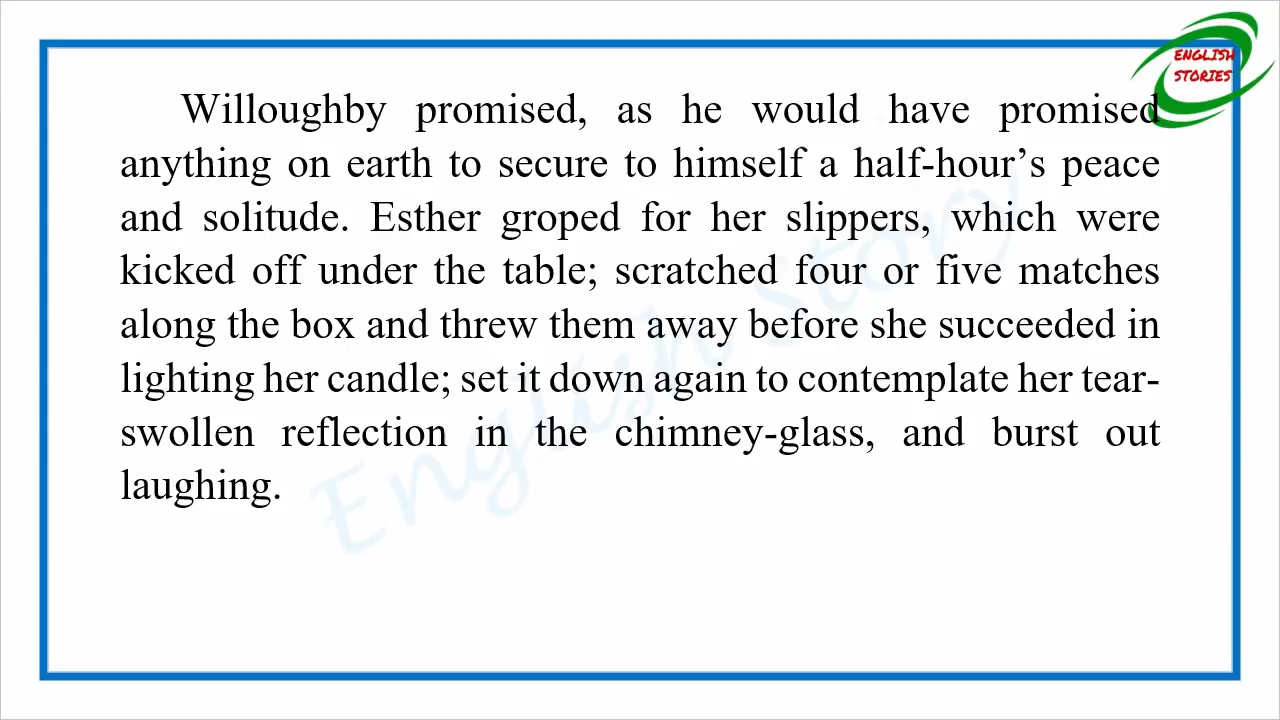 ENGLISH
STORIES
Willoughby promised, as he would have promised
anything on earth to secure to himself a half-hour’s peace
and solitude. Esther groped for her slippers, which were
kicked off under the table; scratched four or five matches
along the box and threw them away before she succeeded in
lighting her candle; set it down again to contemplate her tear-
swollen reflection in the chimney-glass, and burst out
laughing.
English Story